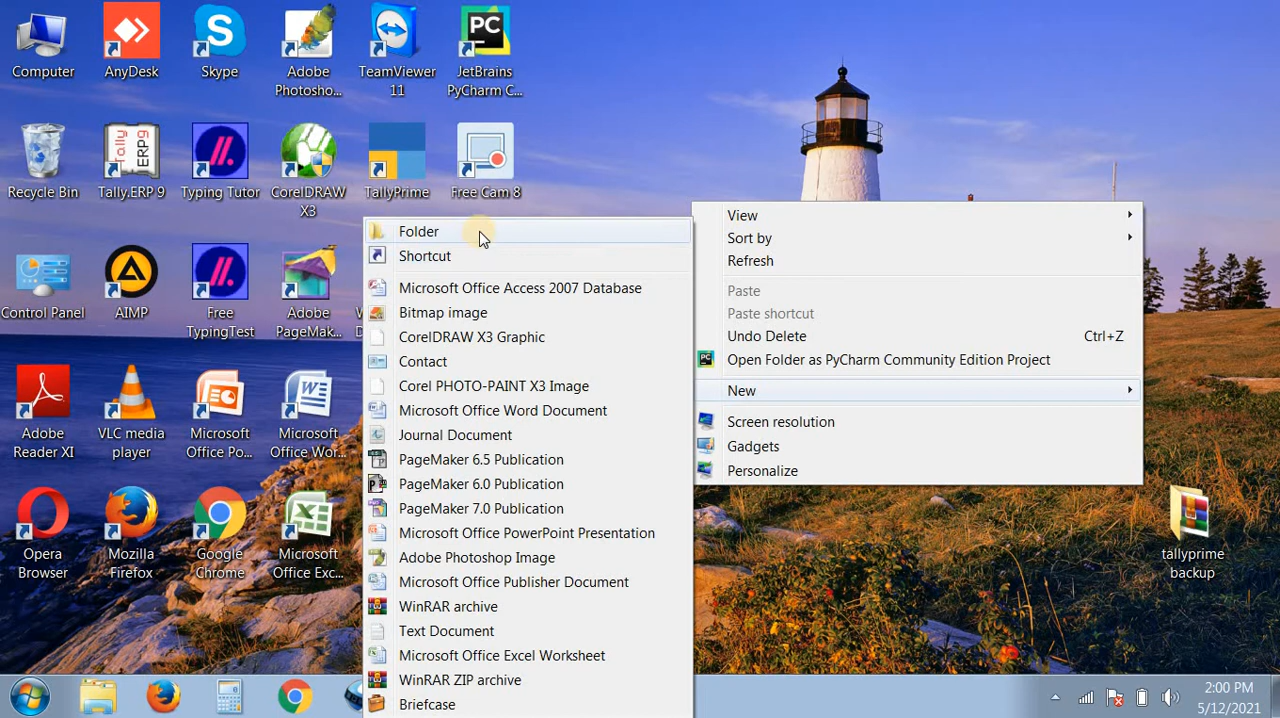 Computer
AnyDesk
Skype
Adobe
Photosho...
TeamViewer
11
PC
JetBrains
PyCharm C...
Recycle Bin
Tally
ERP9
Tally.ERP 9
Typing Tutor
CorelDRAW
X3
TallyPrime
Free Cam 8
Control Panel
AIMP
Free
TypingTest
Adobe
PageMak...
Adobe
Reader XI
VLC media
player
Microsoft
Office Po...
Microsoft
Office Wor...
Opera
Browser
Mozilla
Firefox
Google
Chrome
Microsoft
Office Exc...
Folder
Shortcut
Microsoft Office Access 2007 Database
Bitmap image
CorelDRAW X3 Graphic
Contact
Corel PHOTO-PAINT X3 Image
Microsoft Office Word Document
Journal Document
PageMaker 6.5 Publication
PageMaker 6.0 Publication
PageMaker 7.0 Publication
Microsoft Office PowerPoint Presentation
Adobe Photoshop Image
Microsoft Office Publisher Document
WinRAR archive
Text Document
Microsoft Office Excel Worksheet
WinRAR ZIP archive
Briefcase
View
Sort by
Refresh
Paste
Paste shortcut
Undo Delete Ctrl+Z
PC Open Folder as PyCharm Community Edition Project
New
Screen resolution
Gadgets
Personalize
tallyprime
backup
2:00 PM
5/12/2021